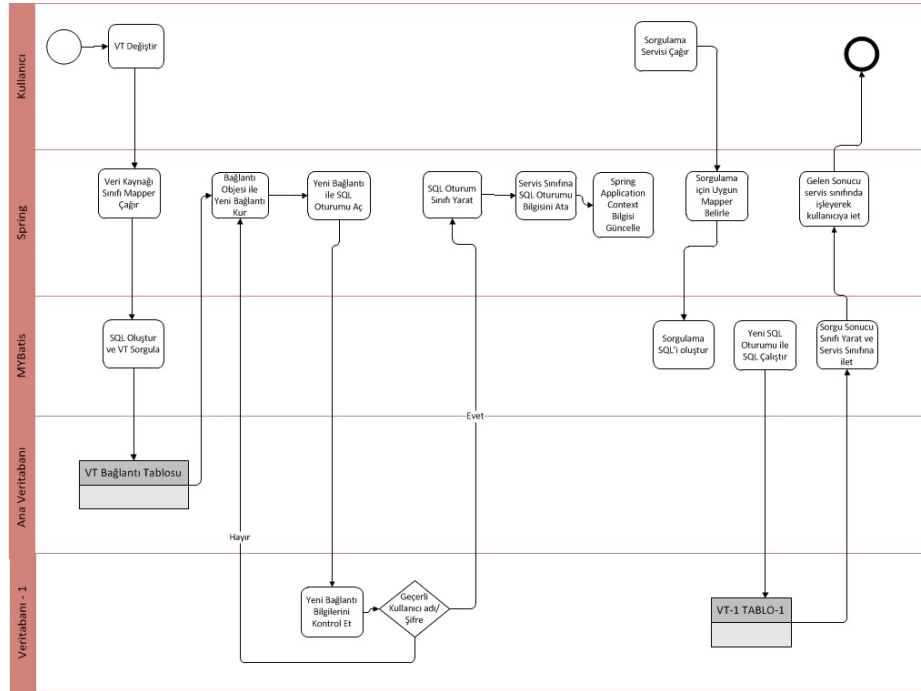 Kullanıcı
VT Değiştir
Sorgulama
Servisi Çağır
Spring
Veri Kaynağı
Sınıfı Mapper
Çağır
Bağlantı
Objesi ile
Yeni Bağlantı
Kur
Yeni Bağlantı
ile SQL
Oturumu Aç
SQL Oturum
Sınıfı Yarat
Servis Sınıfına
SQL Oturumu
Bilgisini Ata
Spring
Application
Context
Bilgisi
Güncelle
Sorgulama
için Uygun
Mapper
Belirle
Gelen Sonucu
servis sınıfında
işleyerek
kullanıcıya iet
MYBatis
SQL Oluştur
ve VT Sorgula
Sorgulama
SQL'i oluştur
Yeni SQL
Oturumu ile
SQL Çalıştır
Sorgu Sonucu
Sınıfı Yarat ve
Servis Sınıfına
ilet
Evet
Ana Veritabanı
VT Bağlantı Tablosu
Hayır
Veritabanı - 1
Yeni Bağlantı
Bilgilerini
Kontrol Et
Geçerli
Kullanıcı adı/
Şifre
VT-1 TABLO-1